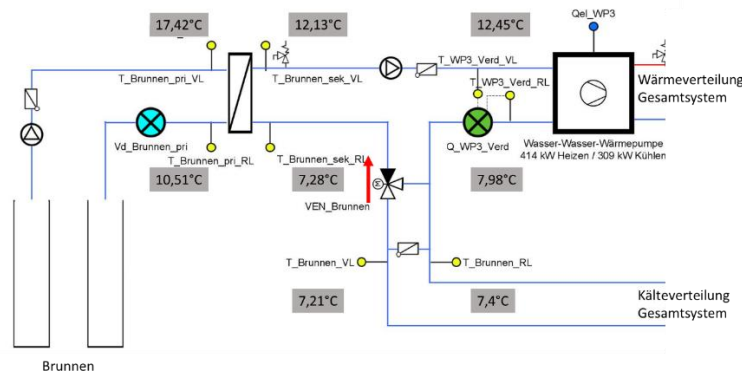 Qel_WP3
17,42°C
12,13°C
12,45°C
T_WP3_Verd_VL
T_Brunnen_pri_VL
T_Brunnen_sek_VL
T_WP3_Verd_RL
Wärmeverteilung
Gesamtsystem
Vd_Brunnen_pri
T_Brunnen_pri_RL
T_Brunnen_sek_RL
Q_WP3_Verd
Wasser-Wasser-Wärmepumpe
414 kW Heizen / 309 kW Kühlen
10,51°C
7,28°C
7,98°C
M
VEN_Brunnen
T_Brunnen_VL
T_Brunnen_RL
7,21°C
7,4°C
Kälteverteilung
Gesamtsystem
Brunnen